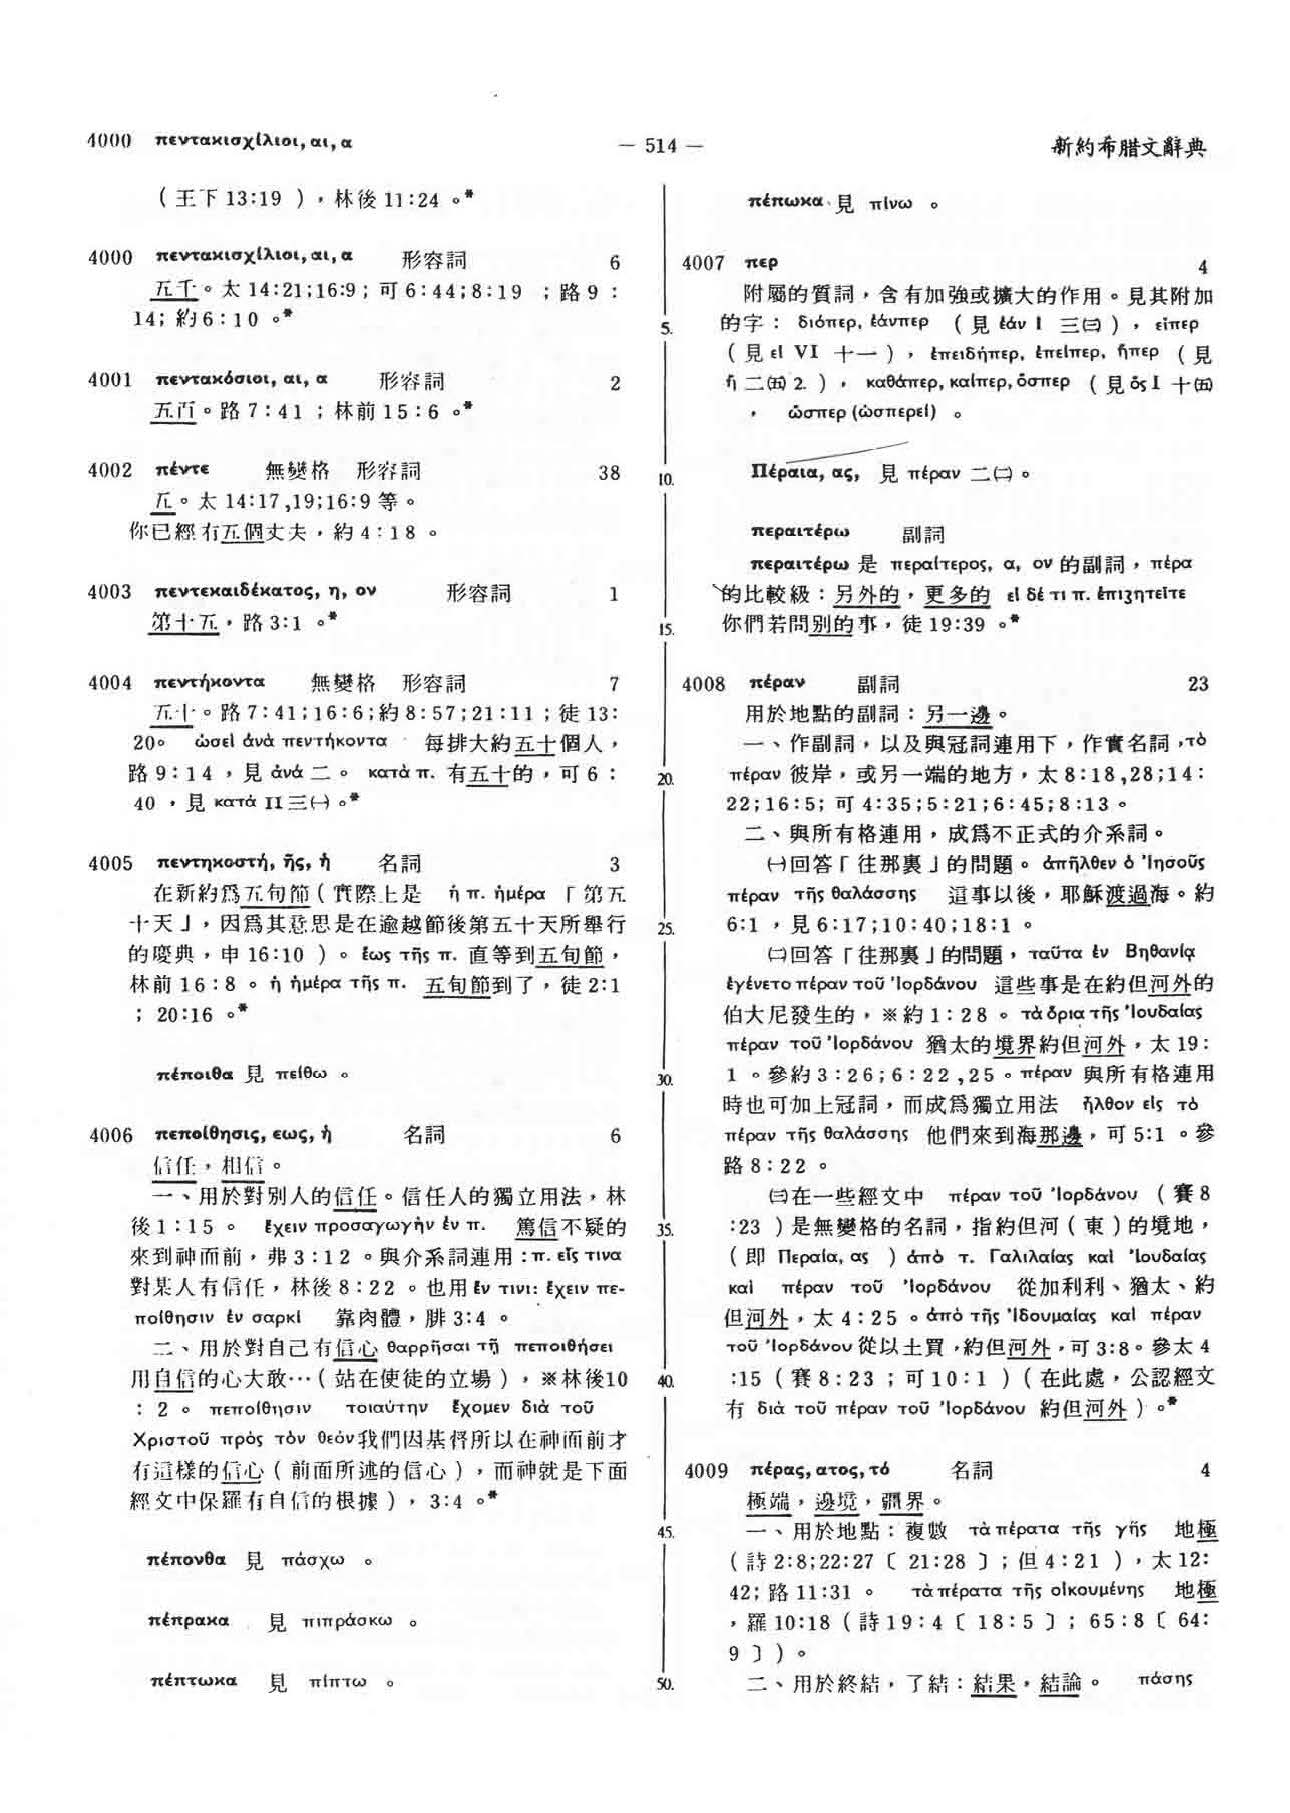 4000 πεντακισχίλιοι, αι, α
— 514 —
新約希腊文辭典
（王下13:19），林後11:24。*
4000 πεντακισχίλιοι, αι, α 形容詞 6
五千。太14:21;16:9; 可6:44;8:19 ; 路9:
14; 約6:10 。*
4001 πεντακόσιοι, αι, α 形容詞 2
五百。路7:41 ; 林前15:6 。*
4002 πέντε 無變格 形容詞 38
五。太14:17,19;16:9等。
你已經有五個丈夫，約4:18 。
4003 πεντεκαιδέκατος, η, ον 形容詞 1
第十五，路3:1 。*
4004 πεντήκοντα 無變格 形容詞 7
五十。路7:41;16:6;約8:57;21:11 ; 徒13:
20。 ὡσεὶ ἀνὰ πεντήκοντα 每排大約五十個人，
路9:14 ，見 ἀνά 二。 κατὰ π. 有五十的，可6:
40 ，見 κατά II 三㈠ 。*
4005 πεντηκοστή, ῆς, ἡ 名詞 3
在新約爲五旬節（實際上是 ἡ π. ἡμέρα 「第五
十天」，因爲其意思是在逾越節後第五十天所舉行
的慶典，申16:10 ）。ἕως τῆς π. 直等到五旬節，
林前16:8 。ἡ ἡμέρα τῆς π. 五旬節到了，徒2:1
; 20:16 。*
πέποιθα 見 πείθω 。
4006 πεποίθησις, εως, ἡ 名詞 6
信任，相信。
一、用於對別人的信任。信任人的獨立用法，林
後1:15 。 ἔχειν προσαγωγὴν ἐν π. 篤信不疑的
來到神而前，弗3:12 。與介系詞連用：π. εἴς τινα
對某人有信任，林後8:22 。也用 ἔν τινι: ἔχειν πε-
ποίθησιν ἐν σαρκί 靠肉體，腓3:4 。
二、用於對自己有信心 θαρρῆσαι τῇ πεποιθήσει
用自信的心大敢…（站在使徒的立場），※林後10
: 2 。 πεποίθησιν τοιαύτην ἔχομεν διὰ τοῦ
Χριστοῦ πρὸς τὸν θεόν 我們因基督所以在神面前才
有這樣的信心（前面所述的信心），而神就是下面
經文中保羅有自信的根據），3:4 。*
πέπονθα 見 πάσχω 。
πέπρακα 見 πιπράσκω 。
πέπτωκα 見 πίπτω 。
5.
10.
15.
20.
25.
30.
35.
40.
45.
50.
πέπωκα 見 πίνω 。
4007 περ 4
附屬的質詞，含有加強或擴大的作用。見其附加
的字： διόπερ, ἐάνπερ （見 ἐάν I 三㈢），εἴπερ
（見 εἰ VI 十一），ἐπειδήπερ, ἐπείπερ, ἤπερ （見
ἤ 二㈤ 2. ），καθάπερ, καίπερ, ὅσπερ （見 ὅς I 十㈤
，ὥσπερ (ὡσπερεί) 。
Πέραια, ας, 見 πέραν 二㈢。
περαιτέρω 副詞
περαιτέρω 是 περαίτερος, α, ον 的副詞，πέρα
的比較級：另外的，更多的 εἰ δέ τι π. ἐπιζητεῖτε
你們若問別的事，徒19:39 。*
4008 πέραν 副詞 23
用於地點的副詞：另一邊。
一、作副詞，以及與冠詞連用下，作實名詞，τὸ
πέραν 彼岸，或另一端的地方，太8:18,28;14:
22;16:5; 可4:35;5:21;6:45;8:13 。
二、與所有格連用，成爲不正式的介系詞。
㈠回答「往那裏」的問題。ἀπῆλθεν ὁ Ἰησοῦς
πέραν τῆς θαλάσσης 這事以後，耶穌渡過海。約
6:1 ，見6:17;10:40;18:1 。
㈡回答「往那裏」的問題，ταῦτα ἐν Βηθανίᾳ
ἐγένετο πέραν τοῦ Ἰορδάνου 這些事是在約但河外的
伯大尼發生的，※約1:28 。τὰ ὅρια τῆς Ἰουδαίας
πέραν τοῦ Ἰορδάνου 猶太的境界約但河外，太19:
1 。參約3:26;6:22,25 。πέραν 與所有格連用
時也可加上冠詞，而成爲獨立用法 ἦλθον εἰς τὸ
πέραν τῆς θαλάσσης 他們來到海那邊，可5:1 。參
路8:22 。
㈢在一些經文中 πέραν τοῦ Ἰορδάνου （賽8
:23 ）是無變格的名詞，指約但河（東）的境地，
（即 Περαία, ας ）ἀπὸ τ. Γαλιλαίας καὶ Ἰουδαίας
καὶ πέραν τοῦ Ἰορδάνου 從加利利、猶太、約
但河外，太4:25 。ἀπὸ τῆς Ἰδουμαίας καὶ πέραν
τοῦ Ἰορδάνου 從以土買，約但河外，可3:8。參太4
:15（賽8:23 ; 可10:1 ）（在此處，公認經文
有 διὰ τοῦ πέραν τοῦ Ἰορδάνου 約但河外）。*
4009 πέρας, ατος, τό 名詞 4
極端，邊境，疆界。
一、用於地點：複數 τὰ πέρατα τῆς γῆς 地極
（詩2:8;22:27〔 21:28 〕; 但4:21 ），太12:
42; 路11:31 。 τὰ πέρατα τῆς οἰκουμένης 地極
，羅10:18（詩19:4〔 18:5 〕; 65:8〔 64:
9 〕）。
二、用於終結，了結：結果，結論。 πάσης